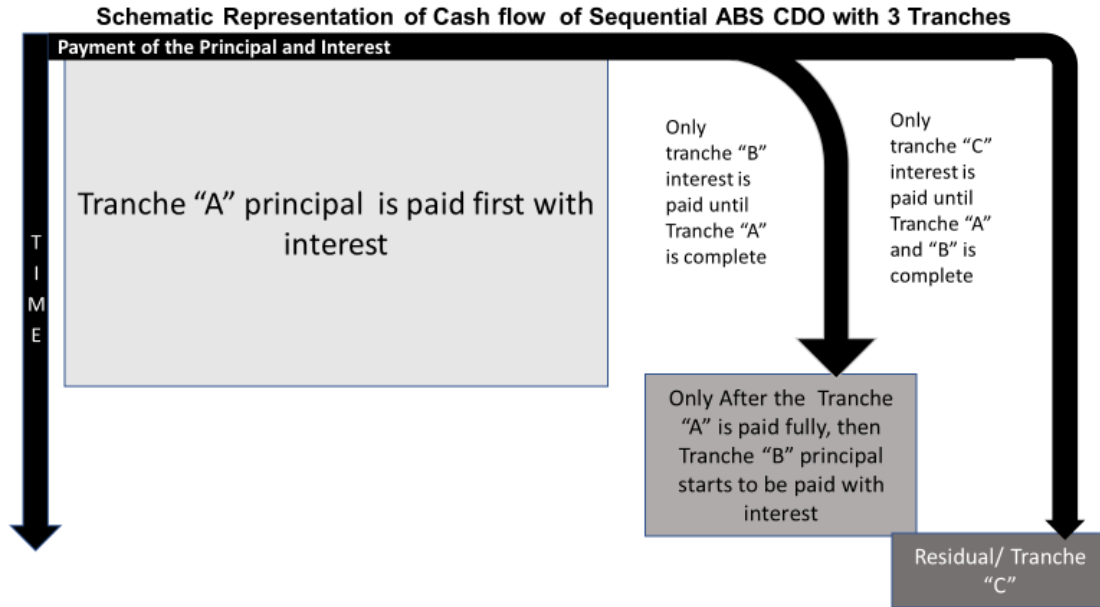 Schematic Representation of Cash flow of Sequential ABS CDO with 3 Tranches
Payment of the Principal and Interest
T
I
M
E
Tranche “A” principal is paid first with
interest
Only
tranche “B”
interest is
paid until
Tranche “A”
is complete
Only
tranche “C”
interest is
paid until
Tranche “A”
and “B” is
complete
Only After the Tranche
“A” is paid fully, then
Tranche “B” principal
starts to be paid with
interest
Residual/ Tranche
“C”